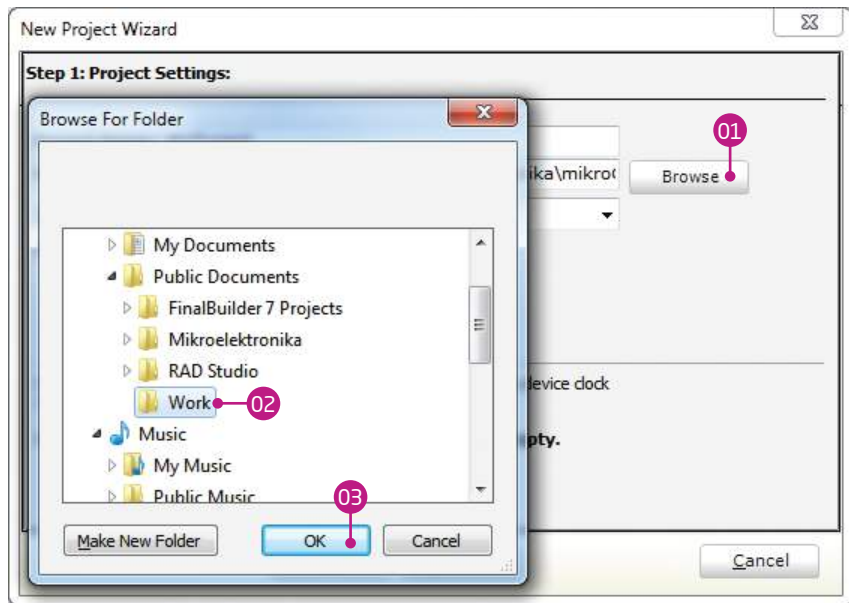 New Project Wizard
Step 1: Project Settings:
Browse For Folder
01
ika\mikro
Browse
My Documents
Public Documents
FinalBuilder 7 Projects
Mikroelektronika
RAD Studio
Work
02
device clock
Music
pty.
My Music
Public Music
03
Make New Folder
OK
Cancel
Cancel